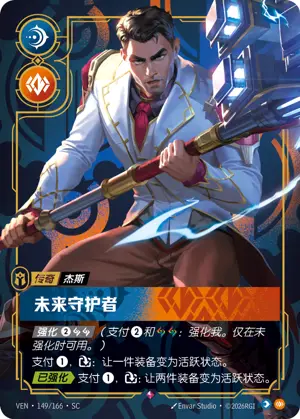 传奇 杰斯
未来守护者
强化 2 （支付 2 和 ：强化我。仅在未
强化时可用。）
支付 1 ， ：让一件装备变为活跃状态。
已强化 支付 1 ， ：让两件装备变为活跃状态。
VEN · 149/166 · SC Envar Studio · ©2026RGI